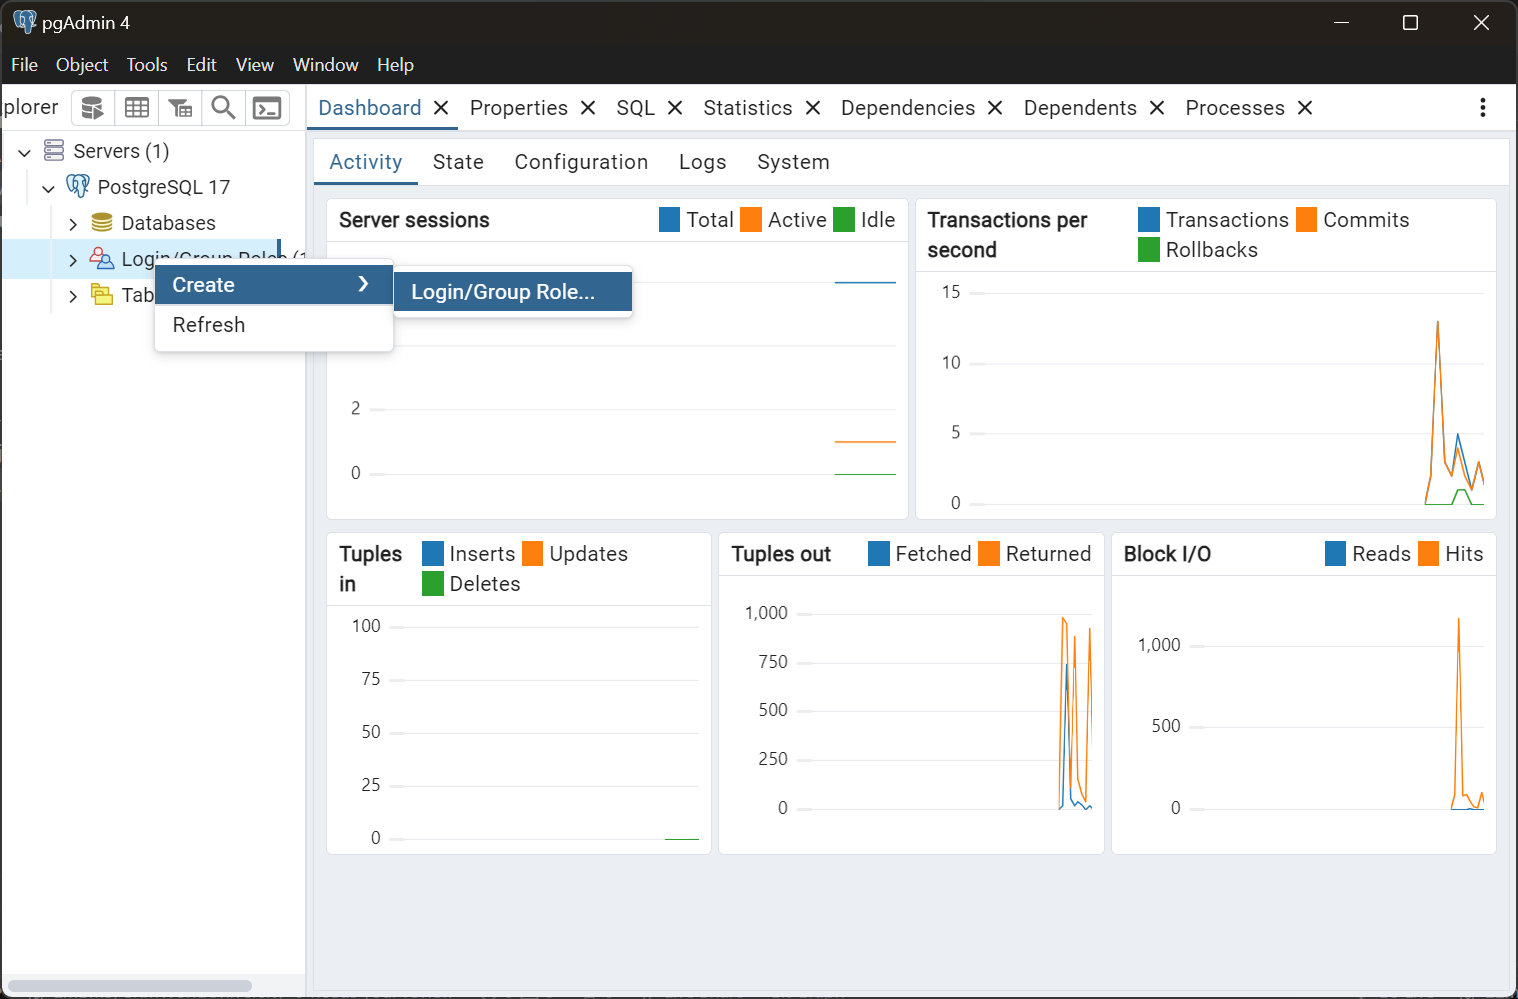 pgAdmin 4
File Object Tools Edit View Window Help
plorer
Dashboard Properties SQL Statistics Dependencies Dependents Processes
Servers (1)
PostgreSQL 17
Databases
Login/Group Roles (1
Tab
Create
Refresh
Login/Group Role...
Activity State Configuration Logs System
Server sessions
Total Active Idle
2
0
Transactions per
second
Transactions Commits
Rollbacks
15
10
5
0
Tuples
in
Inserts Updates
Deletes
100
75
50
25
0
Tuples out
Fetched Returned
1,000
750
500
250
0
Block I/O
Reads Hits
1,000
500
0